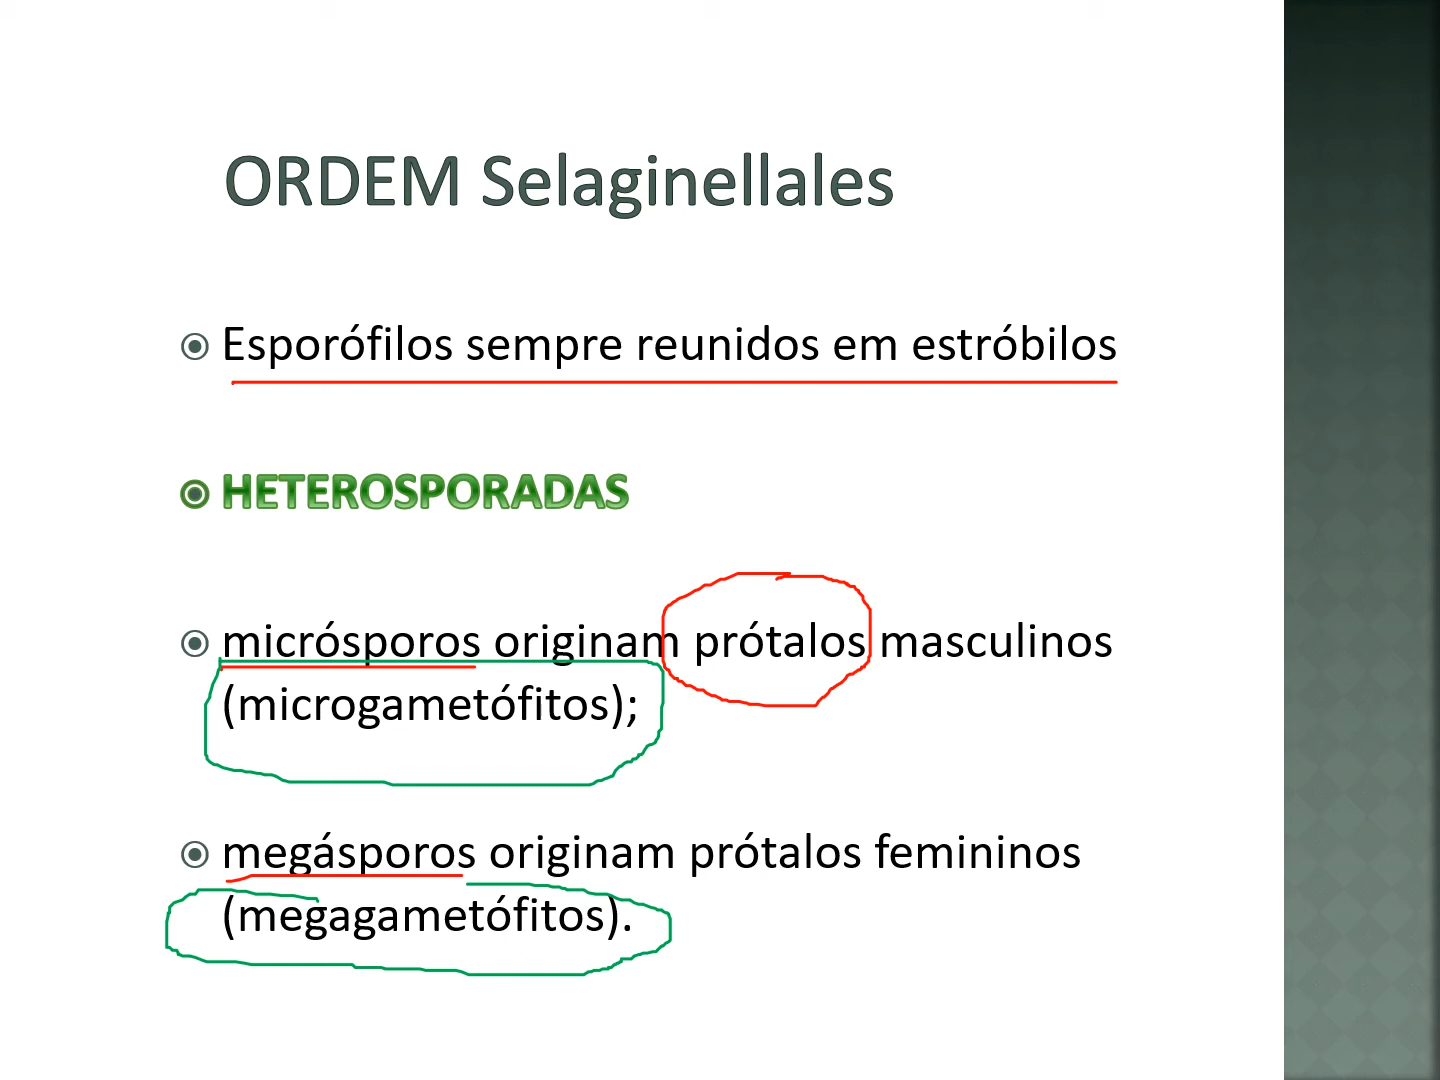 ORDEM Selaginellales
Esporófilos sempre reunidos em estróbilos
HETEROSPORADAS
micrósporos originam prótalos masculinos
(microgametófitos);
megásporos originam prótalos femininos
(megagametófitos).